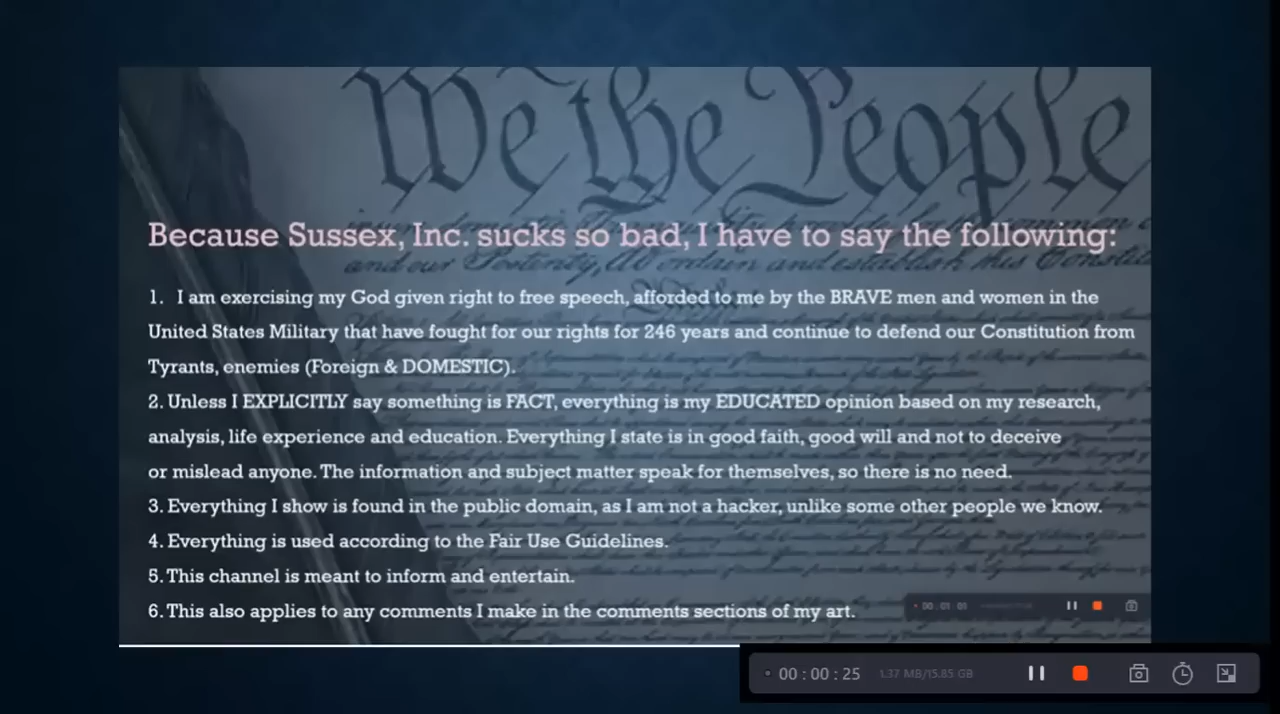 We the People
Because Sussex, Inc. sucks so bad, I have to say the following:
1. I am exercising my God given right to free speech, afforded to me by the BRAVE men and women in the
United States Military that have fought for our rights for 246 years and continue to defend our Constitution from
Tyrants, enemies (Foreign & DOMESTIC).
2. Unless I EXPLICITLY say something is FACT, everything is my EDUCATED opinion based on my research,
analysis, life experience and education. Everything I state is in good faith, good will and not to deceive
or mislead anyone. The information and subject matter speak for themselves, so there is no need.
3. Everything I show is found in the public domain, as I am not a hacker, unlike some other people we know.
4. Everything is used according to the Fair Use Guidelines.
5. This channel is meant to inform and entertain.
6. This also applies to any comments I make in the comments sections of my art.
00 : 00 : 25 1.37 MB/15.85 GB